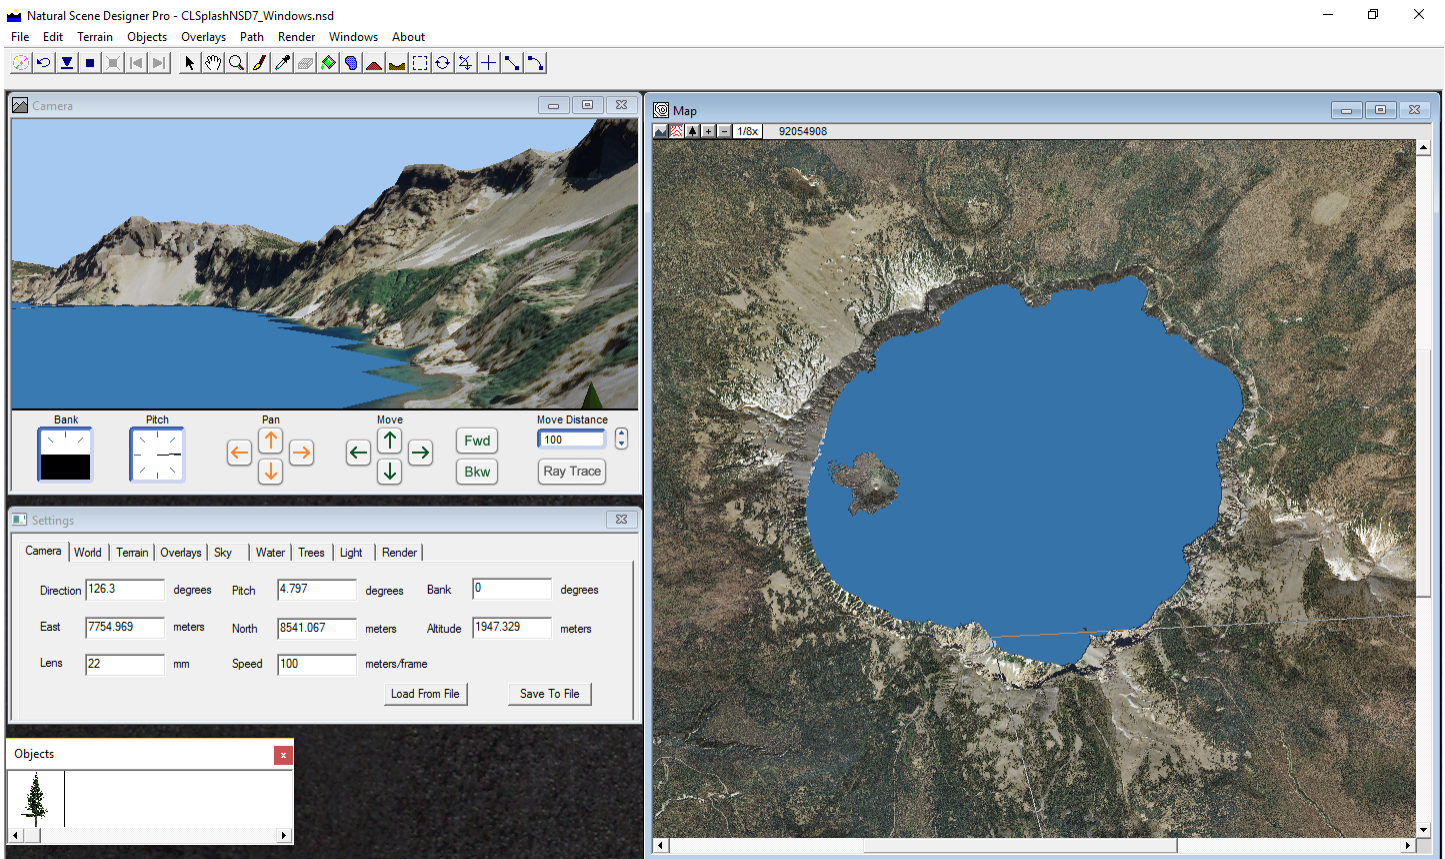 Natural Scene Designer Pro - CLSplashNSD7_Windows.nsd
File Edit Terrain Objects Overlays Path Render Windows About
Camera
Bank Pitch Pan Move Move Distance
100
Fwd
Bkw
Ray Trace
Settings
Camera World Terrain Overlays Sky Water Trees Light Render
Direction 126.3 degrees Pitch 4.797 degrees Bank 0 degrees
East 7754.969 meters North 8541.067 meters Altitude 1947.329 meters
Lens 22 mm Speed 100 meters/frame
Load From File Save To File
Objects
x
Map
1/8x 92054908